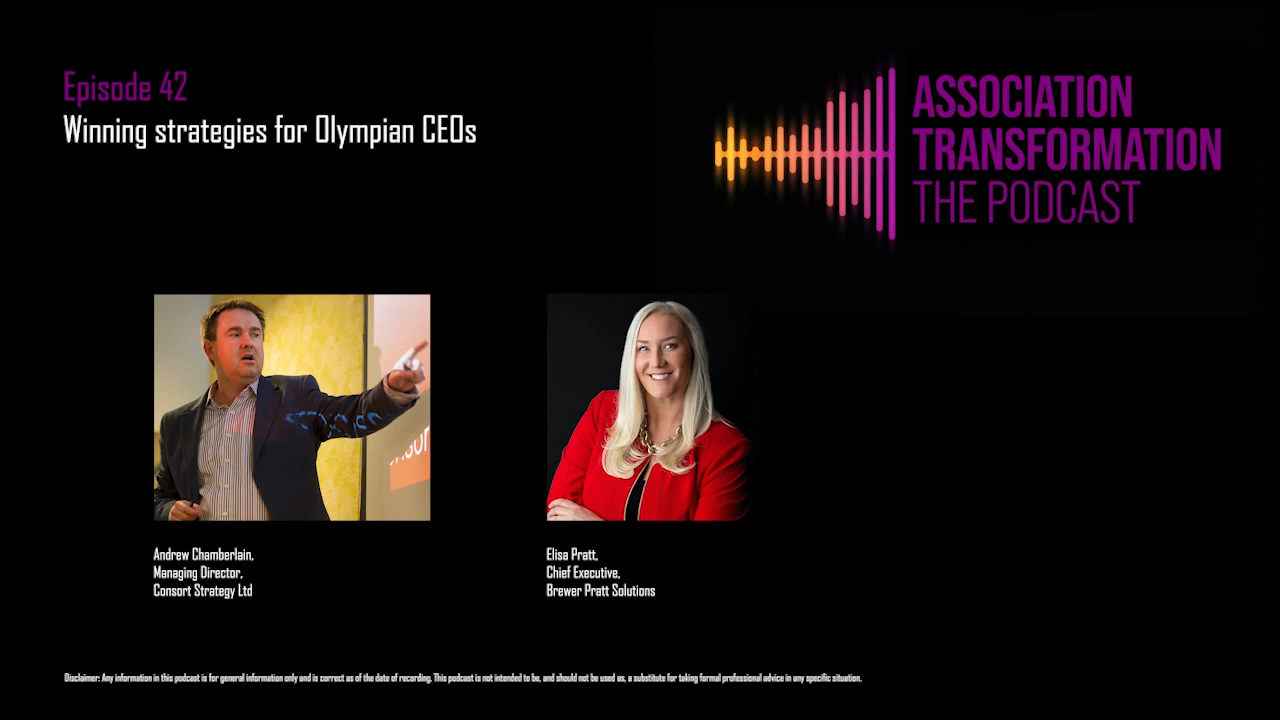 Episode 42
Winning strategies for Olympian CEOs
ASSOCIATION
TRANSFORMATION
THE PODCAST
Andrew Chamberlain,
Managing Director,
Consort Strategy Ltd
Elisa Pratt,
Chief Executive,
Brewer Pratt Solutions
Disclaimer: Any information in this podcast is for general information only and is correct as of the date of recording. This podcast is not intended to be, and should not be used as, a substitute for taking formal professional advice in any specific situation.